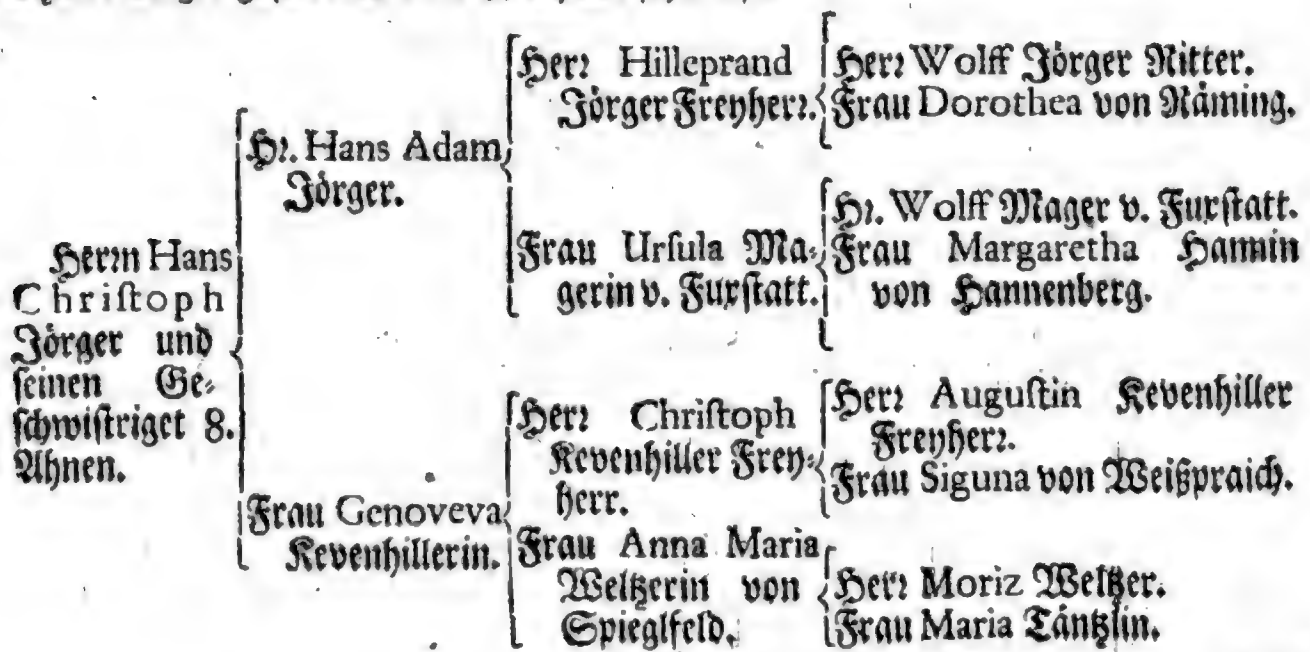 Herrn Hans
Christoph
Jörger und
seinen Ge-
schwistriget 8.
Ahnen.
Hr. Hans Adam
Jörger.
Frau Genoveva
Kevenhillerin.
Herr Hilleprand
Jörger Freyherr.
Frau Ursula Ma-
gerin v. Fuxstatt.
Herr Christoph
Kevenhiller Frey-
herr.
Frau Anna Maria
Weltzerin von
Spieglfeld.
Herr Wolff Jörger Ritter.
Frau Dorothea von Räming.
Hr. Wolff Mager v. Fuxstatt.
Frau Margaretha Hannin
von Hannenberg.
Herr Augustin Kevenhiller
Freyherr.
Frau Siguna von Weißpraich.
Herr Moriz Weltzer.
Frau Maria Täntzlin.